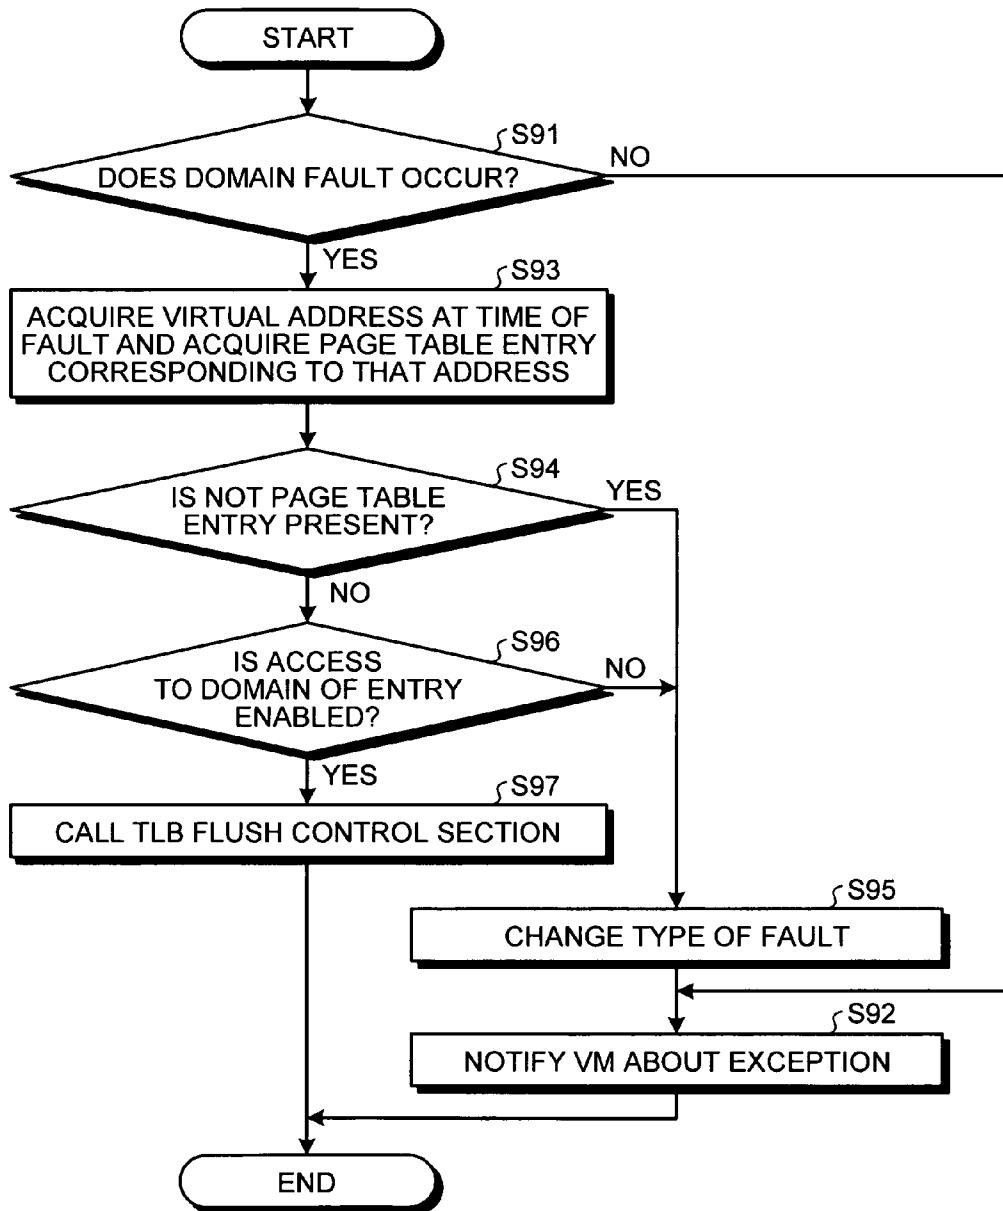 START
S91
DOES DOMAIN FAULT OCCUR?
NO
YES
S93
ACQUIRE VIRTUAL ADDRESS AT TIME OF
FAULT AND ACQUIRE PAGE TABLE ENTRY
CORRESPONDING TO THAT ADDRESS
S94
IS NOT PAGE TABLE
ENTRY PRESENT?
YES
NO
S96
IS ACCESS
TO DOMAIN OF ENTRY
ENABLED?
NO
YES
S97
CALL TLB FLUSH CONTROL SECTION
S95
CHANGE TYPE OF FAULT
S92
NOTIFY VM ABOUT EXCEPTION
END